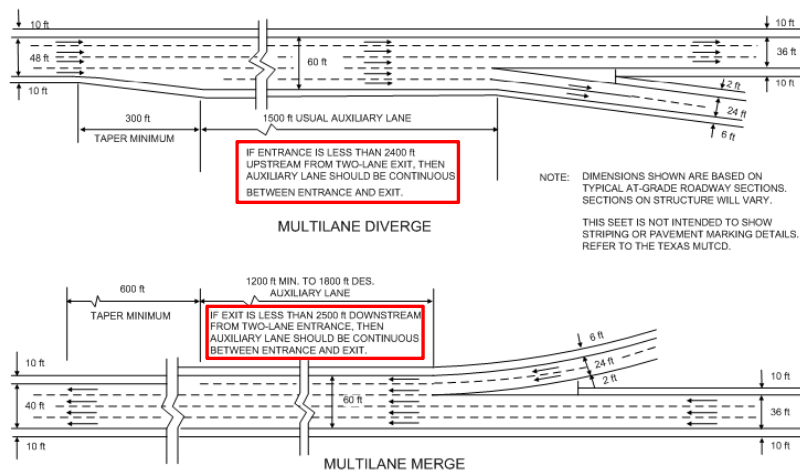 10 ft
10 ft
48 ft
60 ft
36 ft
10 ft
10 ft
2 ft
24 ft
6 ft
300 ft
1500 ft USUAL AUXILIARY LANE
TAPER MINIMUM
IF ENTRANCE IS LESS THAN 2400 ft
UPSTREAM FROM TWO-LANE EXIT, THEN
AUXILIARY LANE SHOULD BE CONTINUOUS
BETWEEN ENTRANCE AND EXIT.
NOTE: DIMENSIONS SHOWN ARE BASED ON
TYPICAL AT-GRADE ROADWAY SECTIONS.
SECTIONS ON STRUCTURE WILL VARY.
MULTILANE DIVERGE
THIS SEET IS NOT INTENDED TO SHOW
STRIPING OR PAVEMENT MARKING DETAILS.
REFER TO THE TEXAS MUTCD.
600 ft
1200 ft MIN. TO 1800 ft DES.
AUXILIARY LANE
TAPER MINIMUM
IF EXIT IS LESS THAN 2500 ft DOWNSTREAM
FROM TWO-LANE ENTRANCE, THEN
AUXILIARY LANE SHOULD BE CONTINUOUS
BETWEEN ENTRANCE AND EXIT.
6 ft
24 ft
2 ft
10 ft
10 ft
40 ft
60 ft
36 ft
10 ft
10 ft
MULTILANE MERGE